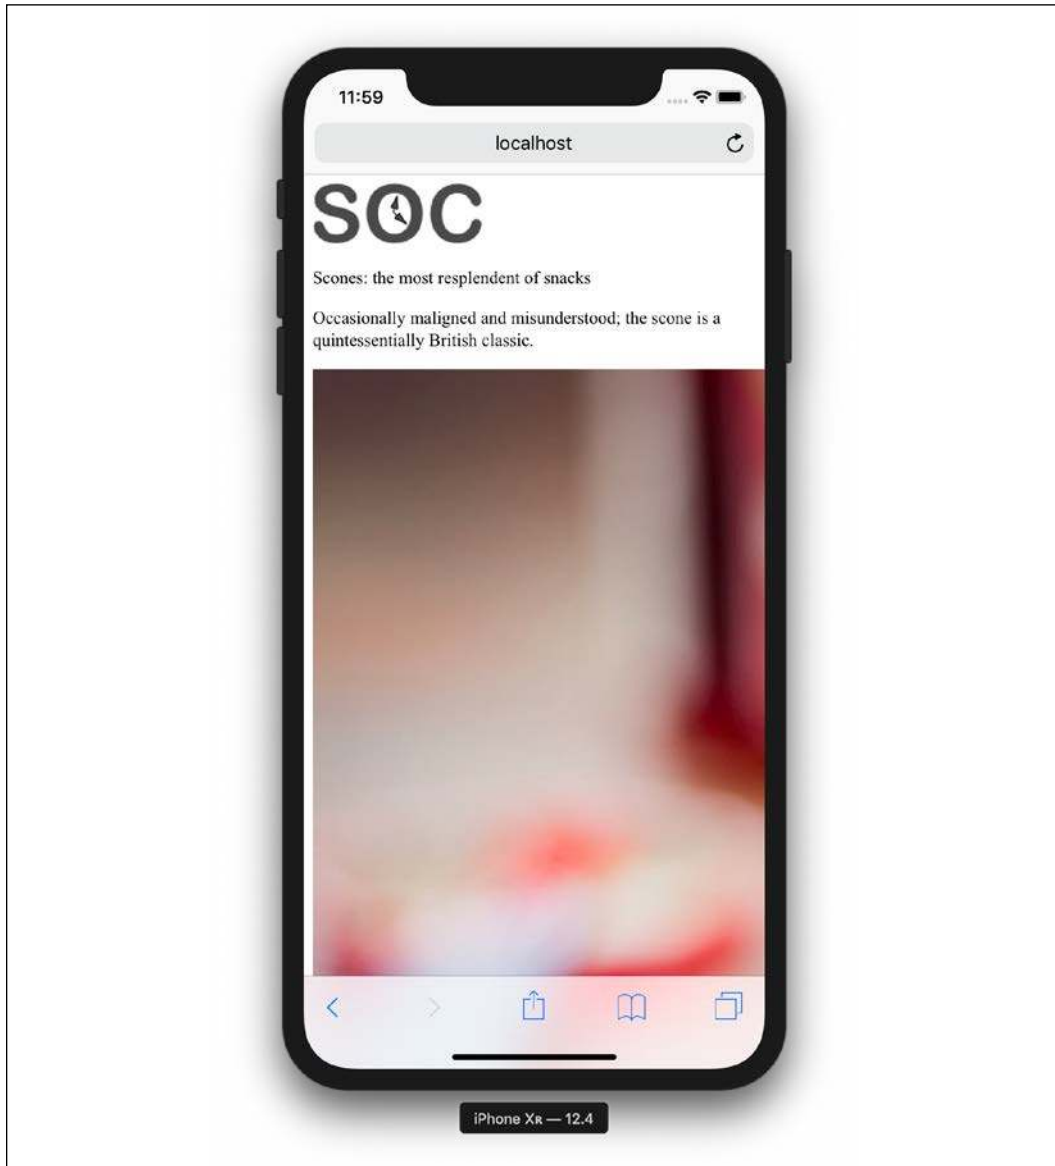 11:59
localhost
SOC
Scones: the most resplendent of snacks
Occasionally maligned and misunderstood; the scone is a
quintessentially British classic.
iPhone Xʀ — 12.4